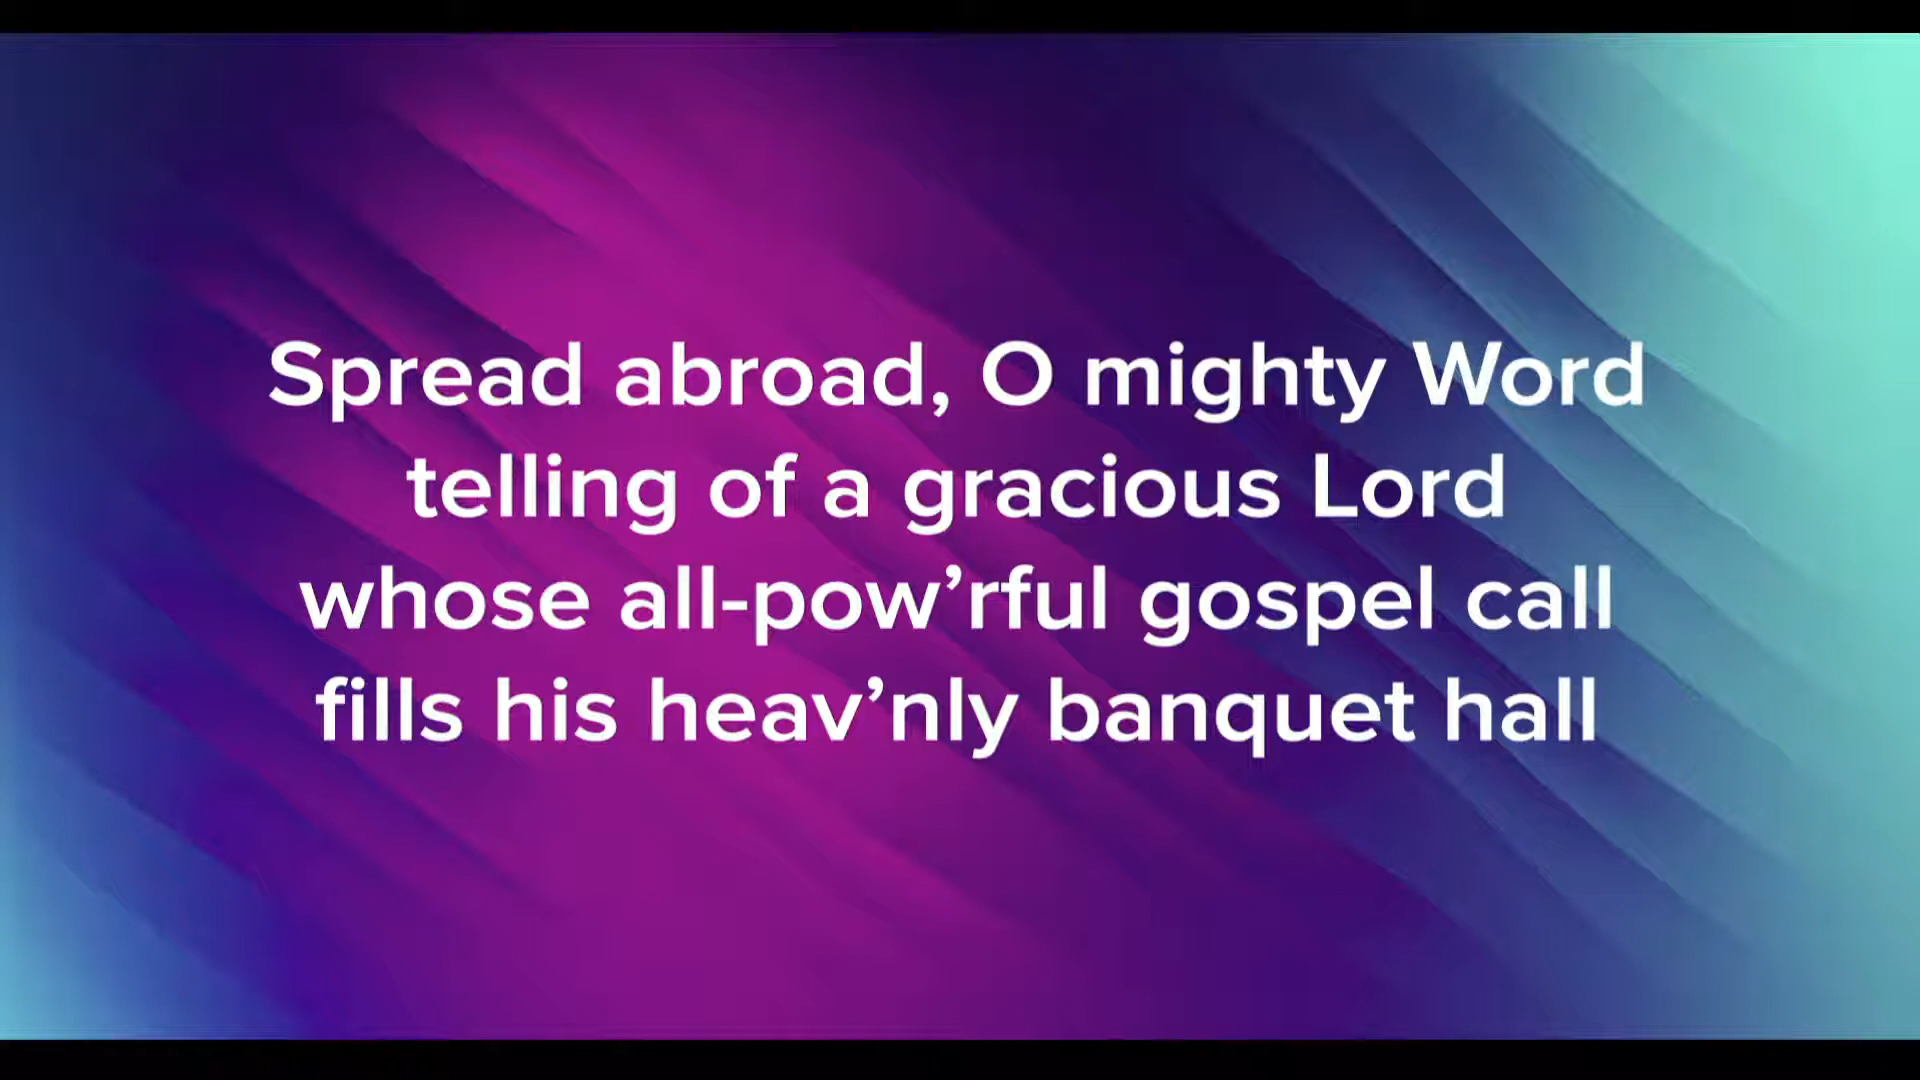 Spread abroad, O mighty Word
telling of a gracious Lord
whose all-pow’rful gospel call
fills his heav’nly banquet hall